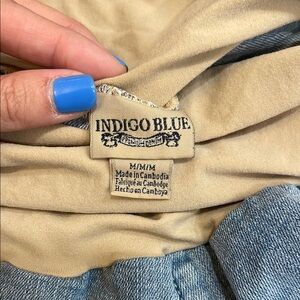 INDIGO BLUE
M/M/M
Made in Cambodia
Fabriqué au Cambodge
Hecho en Camboya